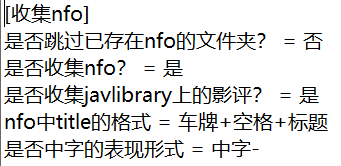 [收集nfo]
是否跳过已存在nfo的文件夹？ = 否
是否收集nfo？ = 是
是否收集javlibrary上的影评？ = 是
nfo中title的格式 = 车牌+空格+标题
是否中字的表现形式 = 中字-